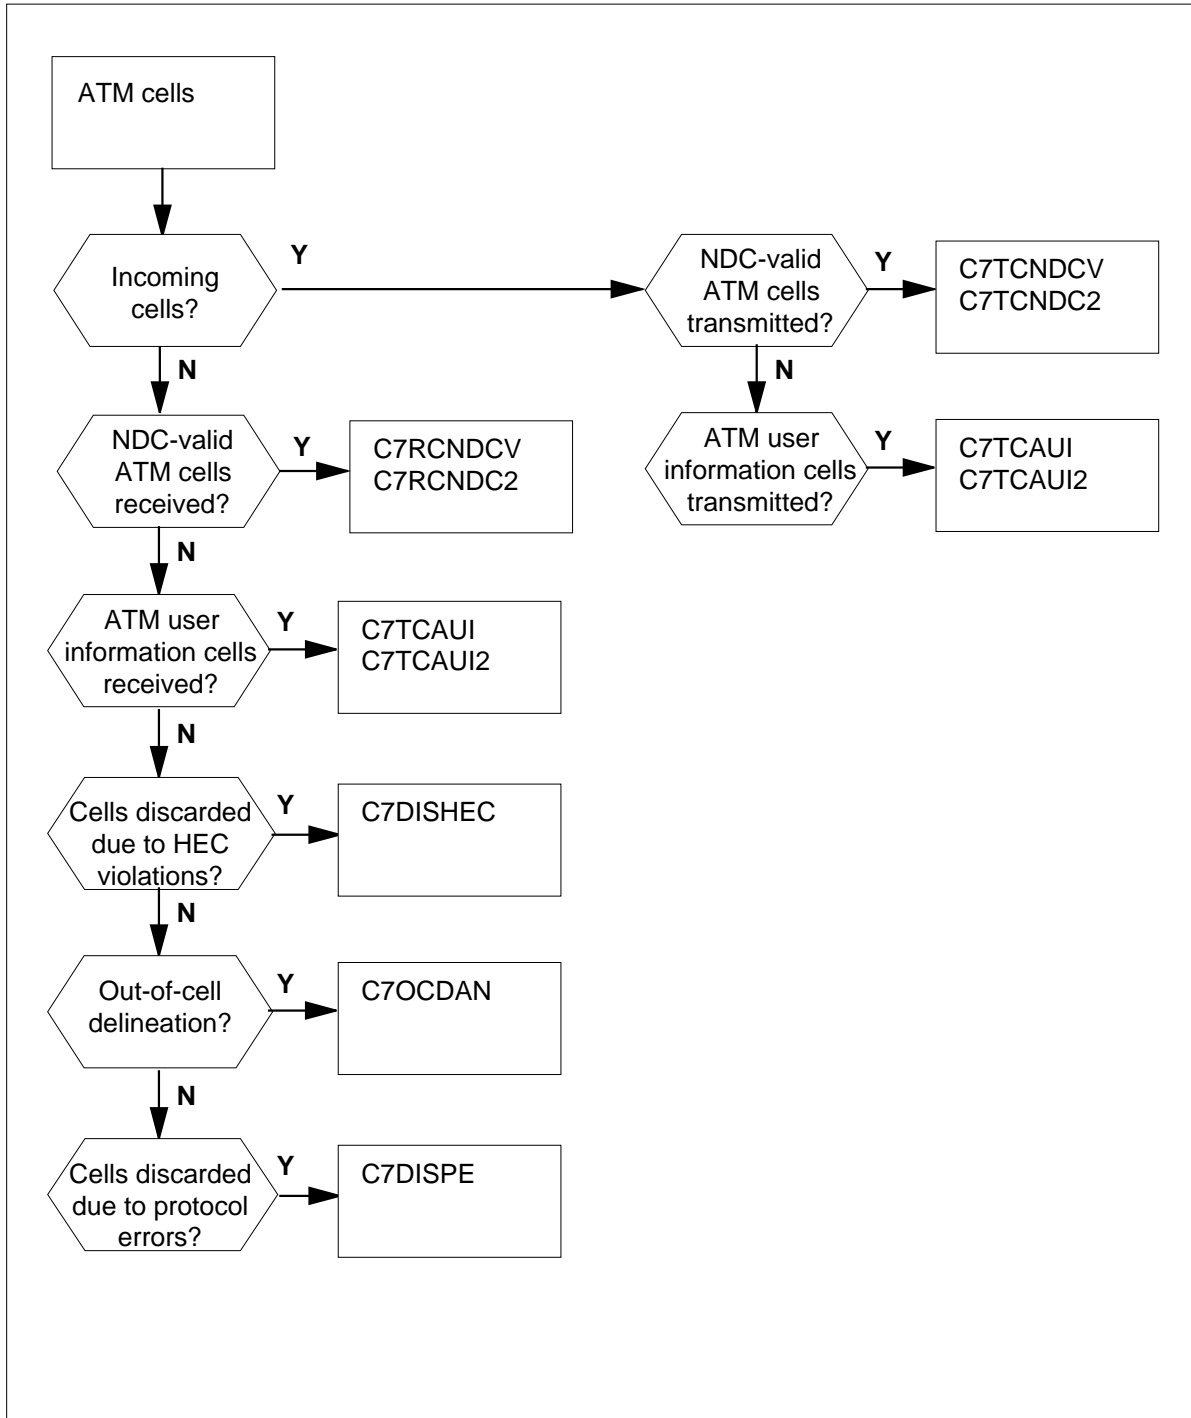 ATM cells
Incoming
cells?
Y
NDC-valid
ATM cells
transmitted?
Y
C7TCNDCV
C7TCNDC2
N
N
NDC-valid
ATM cells
received?
Y
C7RCNDCV
C7RCNDC2
ATM user
information cells
transmitted?
Y
C7TCAUI
C7TCAUI2
N
ATM user
information cells
received?
Y
C7TCAUI
C7TCAUI2
N
Cells discarded
due to HEC
violations?
Y
C7DISHEC
N
Out-of-cell
delineation?
Y
C7OCDAN
N
Cells discarded
due to protocol
errors?
Y
C7DISPE